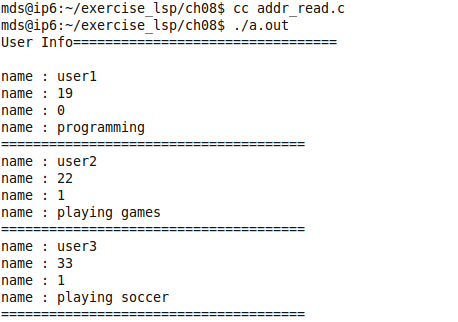 mds@ip6:~/exercise_lsp/ch08$ cc addr_read.c
mds@ip6:~/exercise_lsp/ch08$ ./a.out
User Info=================================
name : user1
name : 19
name : 0
name : programming
======================================
name : user2
name : 22
name : 1
name : playing games
======================================
name : user3
name : 33
name : 1
name : playing soccer
======================================